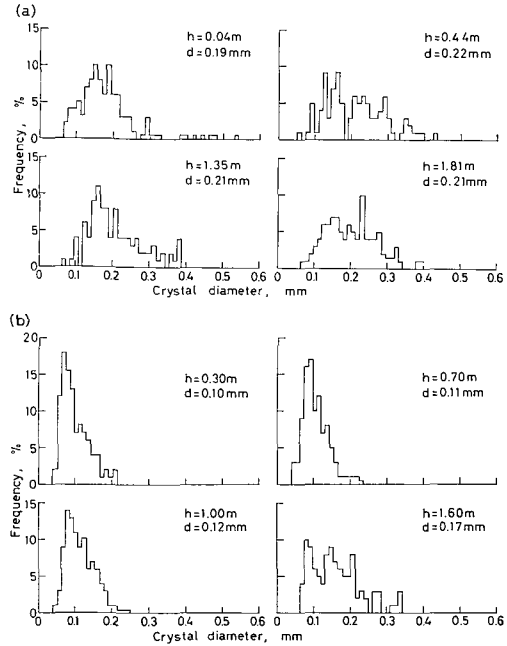 (a)
h=0.04m
d=0.19mm
h=0.44m
d=0.22mm
15
10
5
0
Frequency, %
h=1.35m
d=0.21mm
h=1.81m
d=0.21mm
15
10
5
0
0 0.1 0.2 0.3 0.4 0.5 0.6
0 0.1 0.2 0.3 0.4 0.5 0.6
Crystal diameter, mm
(b)
20
15
10
5
0
h=0.30m
d=0.10mm
h=0.70m
d=0.11mm
Frequency, %
h=1.00m
d=0.12mm
h=1.60m
d=0.17mm
15
10
5
0
0 0.1 0.2 0.3 0.4 0.5 0.6
0 0.1 0.2 0.3 0.4 0.5 0.6
Crystal diameter, mm